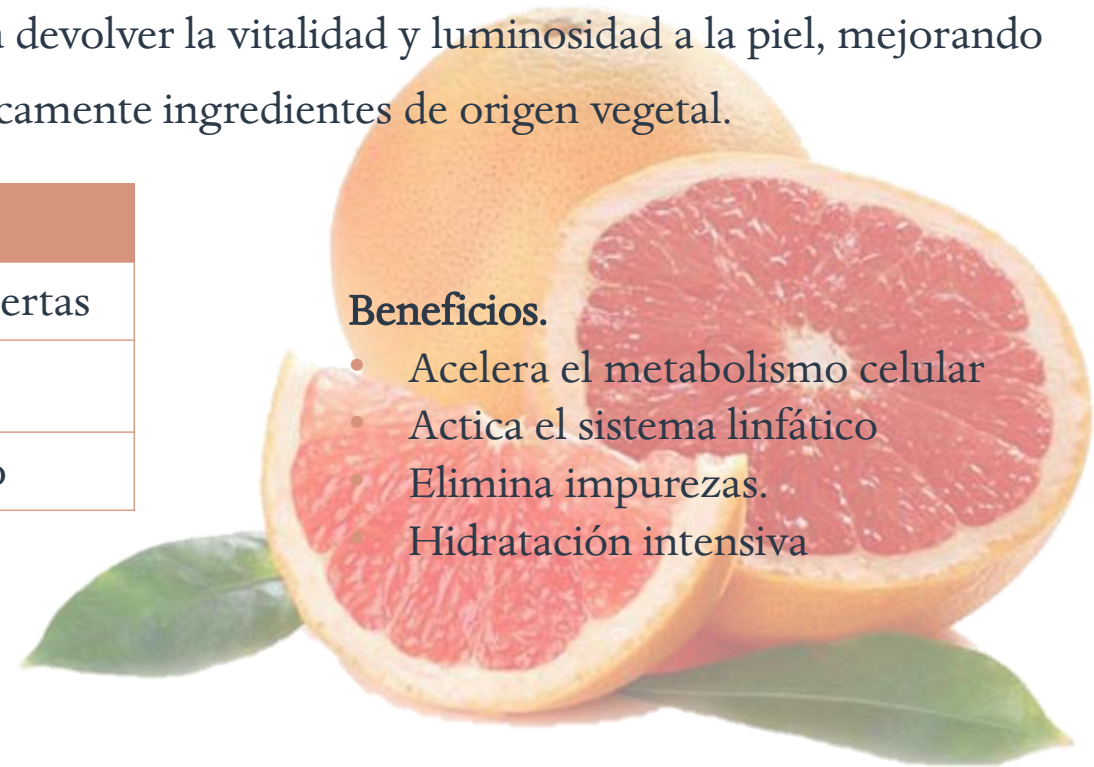 devolver la vitalidad y luminosidad a la piel, mejorando
camente ingredientes de origen vegetal.
ertas
Beneficios.
Acelera el metabolismo celular
Actica el sistema linfático
Elimina impurezas.
Hidratación intensiva